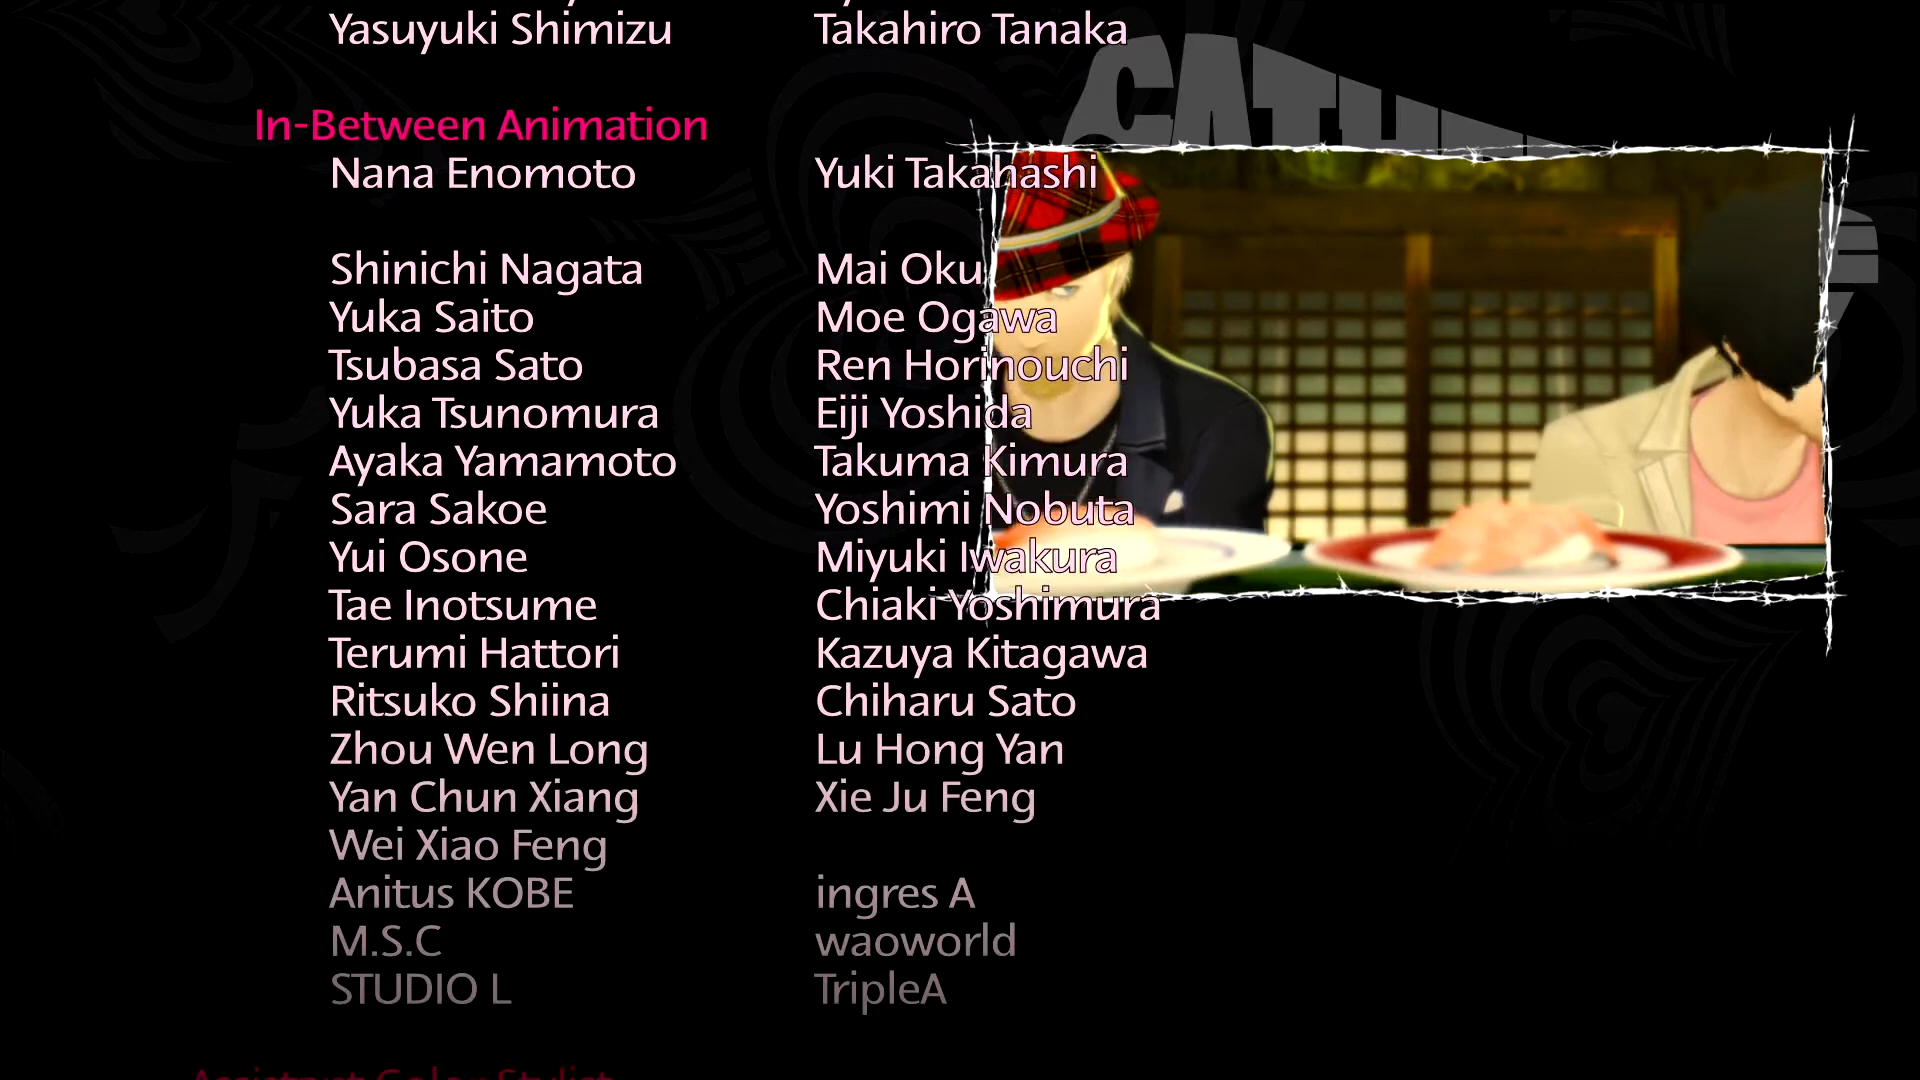 Yasuyuki Shimizu Takahiro Tanaka
In-Between Animation
Nana Enomoto Yuki Takahashi
Shinichi Nagata Mai Oku
Yuka Saito Moe Ogawa
Tsubasa Sato Ren Horinouchi
Yuka Tsunomura Eiji Yoshida
Ayaka Yamamoto Takuma Kimura
Sara Sakoe Yoshimi Nobuta
Yui Osone Miyuki Iwakura
Tae Inotsume Chiaki Yoshimura
Terumi Hattori Kazuya Kitagawa
Ritsuko Shiina Chiharu Sato
Zhou Wen Long Lu Hong Yan
Yan Chun Xiang Xie Ju Feng
Wei Xiao Feng
Anitus KOBE ingres A
M.S.C waoworld
STUDIO L TripleA
Assistant Color Stylist